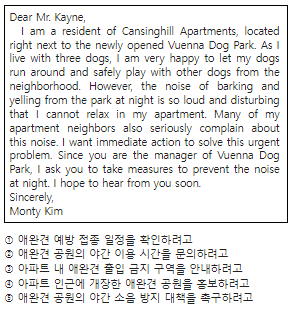 Dear Mr. Kayne,
I am a resident of Cansinghill Apartments, located
right next to the newly opened Vuenna Dog Park. As I
live with three dogs, I am very happy to let my dogs
run around and safely play with other dogs from the
neighborhood. However, the noise of barking and
yelling from the park at night is so loud and disturbing
that I cannot relax in my apartment. Many of my
apartment neighbors also seriously complain about
this noise. I want immediate action to solve this urgent
problem. Since you are the manager of Vuenna Dog
Park, I ask you to take measures to prevent the noise
at night. I hope to hear from you soon.
Sincerely,
Monty Kim
① 애완견 예방 접종 일정을 확인하려고
② 애완견 공원의 야간 이용 시간을 문의하려고
③ 아파트 내 애완견 출입 금지 구역을 안내하려고
④ 아파트 인근에 개장한 애완견 공원을 홍보하려고
⑤ 애완견 공원의 야간 소음 방지 대책을 촉구하려고